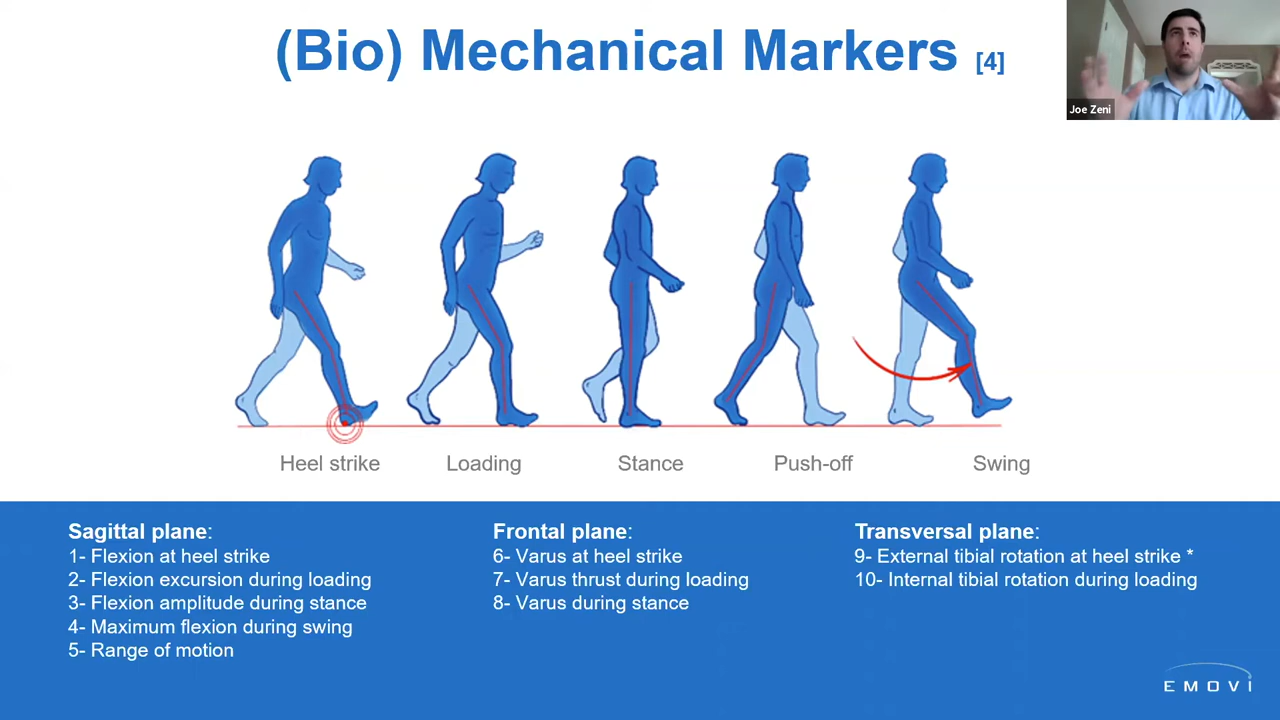 (Bio) Mechanical Markers [4]
Joe Zeni
Heel strike
Loading
Stance
Push-off
Swing
Sagittal plane:
1- Flexion at heel strike
2- Flexion excursion during loading
3- Flexion amplitude during stance
4- Maximum flexion during swing
5- Range of motion
Frontal plane:
6- Varus at heel strike
7- Varus thrust during loading
8- Varus during stance
Transversal plane:
9- External tibial rotation at heel strike *
10- Internal tibial rotation during loading
EMOVI